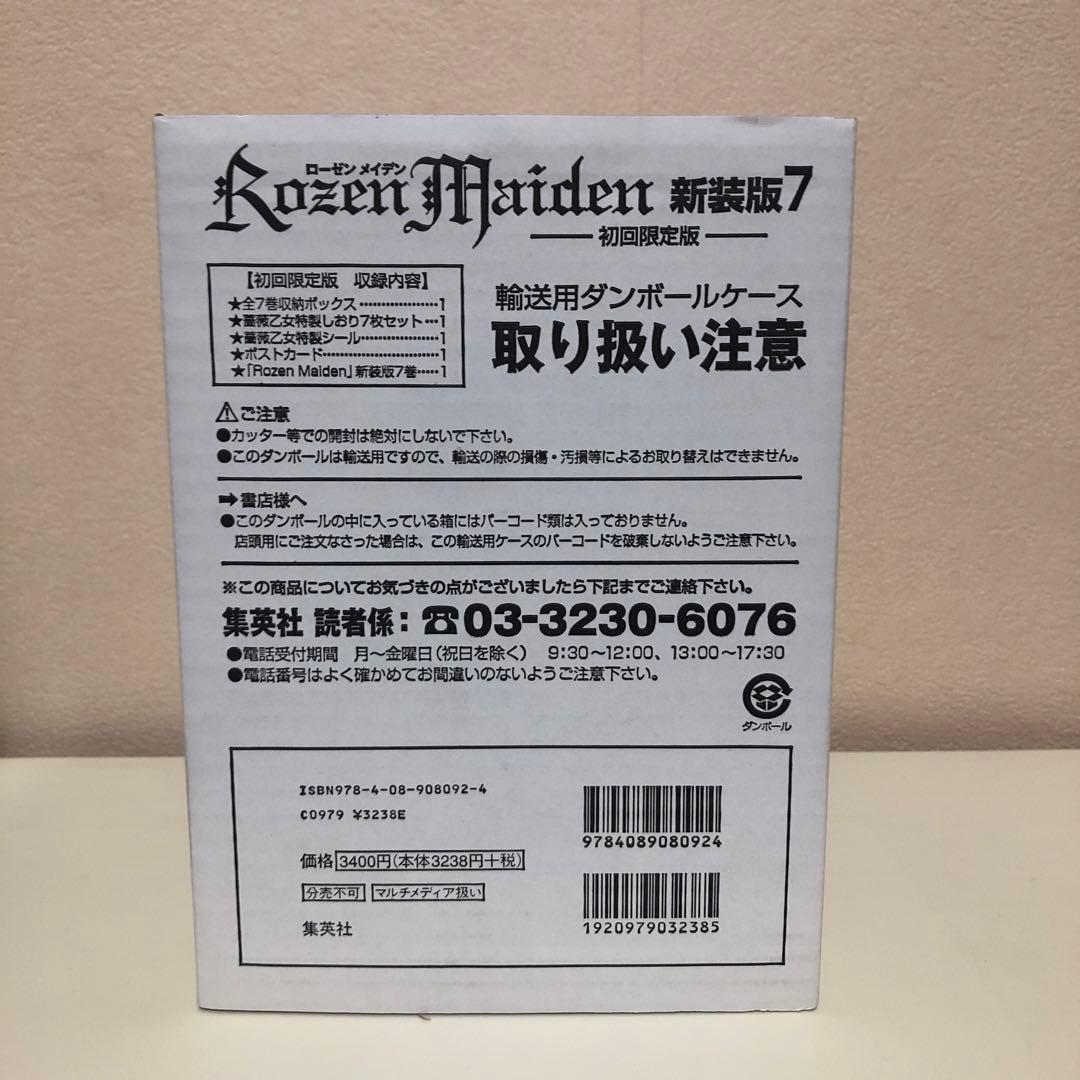 ローゼン メイデン
Rozen Maiden 新装版7
初回限定版
【初回限定版 収録内容】
★全7巻収納ボックス………………1
★薔薇乙女特製しおり7枚セット…1
★薔薇乙女特製シール………………1
★ポストカード………………………1
★「Rozen Maiden」新装版7巻……1
輸送用ダンボールケース
取り扱い注意
⚠ご注意
●カッター等での開封は絶対にしないで下さい。
●このダンボールは輸送用ですので、輸送の際の損傷・汚損等によるお取り替えはできません。
➡書店様へ
●このダンボールの中に入っている箱にはバーコード類は入っておりません。
店頭用にご注文なさった場合は、この輸送用ケースのバーコードを破棄しないようご注意下さい。
※この商品についてお気づきの点がございましたら下記までご連絡下さい。
集英社 読者係：☎03-3230-6076
●電話受付期間 月〜金曜日(祝日を除く) 9:30〜12:00、13:00〜17:30
●電話番号はよく確かめてお間違いのないようご注意下さい。
ダンボール
ISBN978-4-08-908092-4
C0979 ¥3238E
価格 3400円(本体3238円+税)
分売不可 マルチメディア扱い
集英社
9784089080924
1920979032385